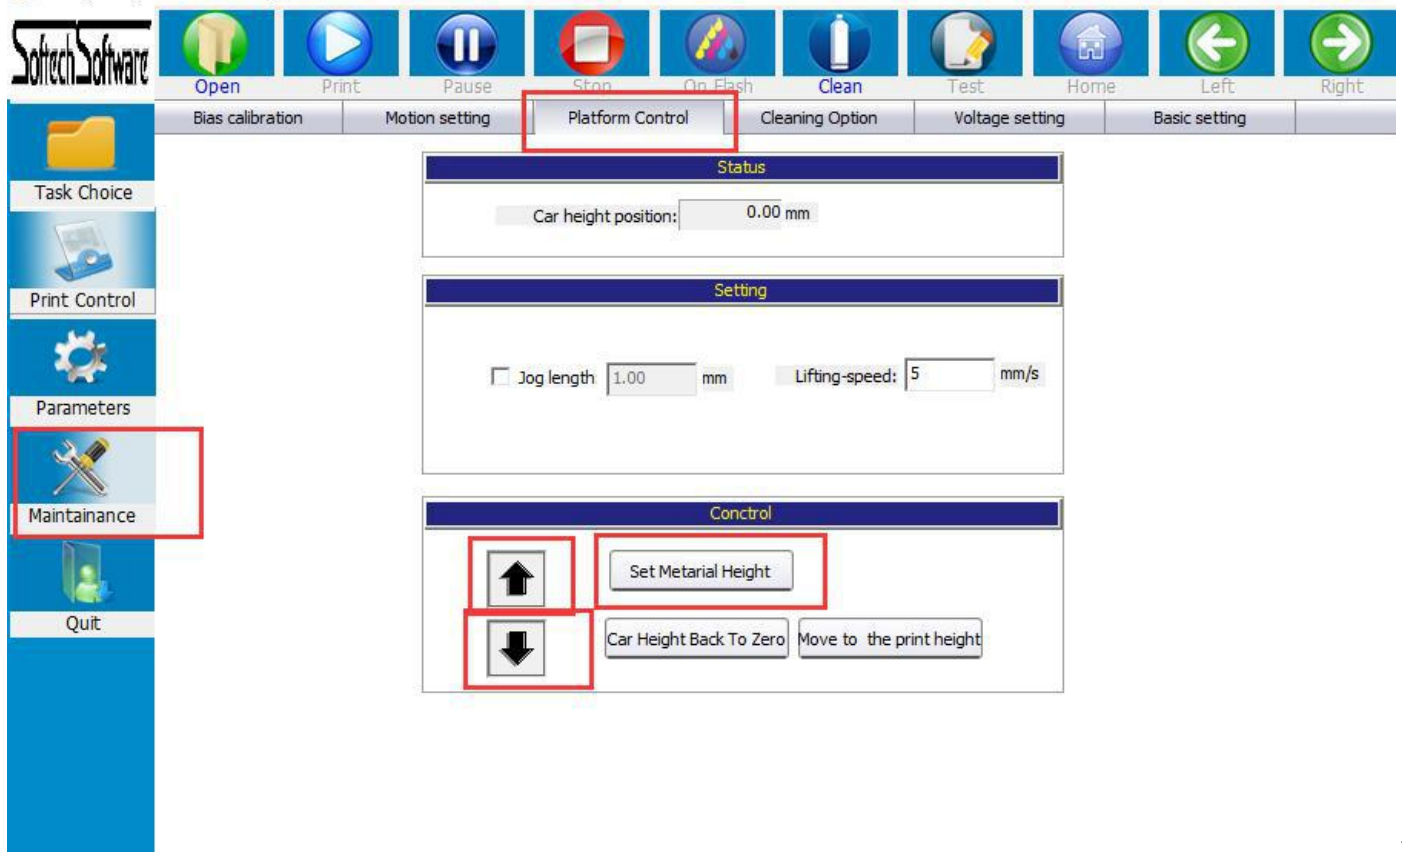 Softech Software
Open Print Pause Stop On Flash Clean Test Home Left Right
Bias calibration Motion setting Platform Control Cleaning Option Voltage setting Basic setting
Task Choice
Print Control
Parameters
Maintainance
Quit
Status
Car height position: 0.00 mm
Setting
Jog length 1.00 mm Lifting-speed: 5 mm/s
Conctrol
Set Metarial Height
Car Height Back To Zero Move to the print height